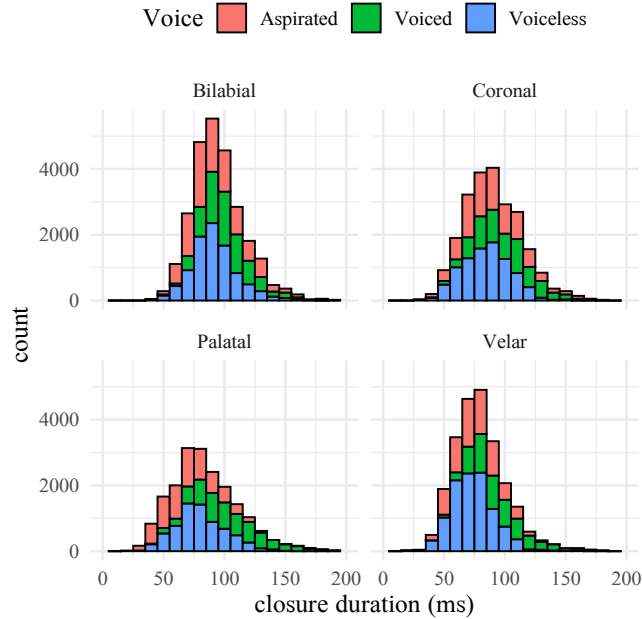 Voice Aspirated Voiced Voiceless
Bilabial Coronal
4000
2000
0
Palatal Velar
4000
2000
0
0 50 100 150 200 0 50 100 150 200
closure duration (ms)
count